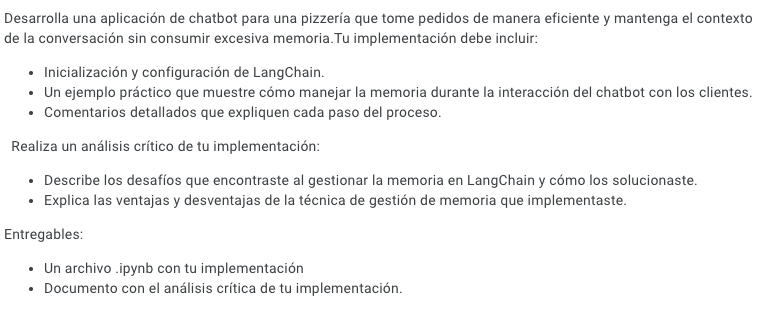 Desarrolla una aplicación de chatbot para una pizzería que tome pedidos de manera eficiente y mantenga el contexto
de la conversación sin consumir excesiva memoria.Tu implementación debe incluir:
• Inicialización y configuración de LangChain.
• Un ejemplo práctico que muestre cómo manejar la memoria durante la interacción del chatbot con los clientes.
• Comentarios detallados que expliquen cada paso del proceso.
Realiza un análisis crítico de tu implementación:
• Describe los desafíos que encontraste al gestionar la memoria en LangChain y cómo los solucionaste.
• Explica las ventajas y desventajas de la técnica de gestión de memoria que implementaste.
Entregables:
• Un archivo .ipynb con tu implementación
• Documento con el análisis crítica de tu implementación.